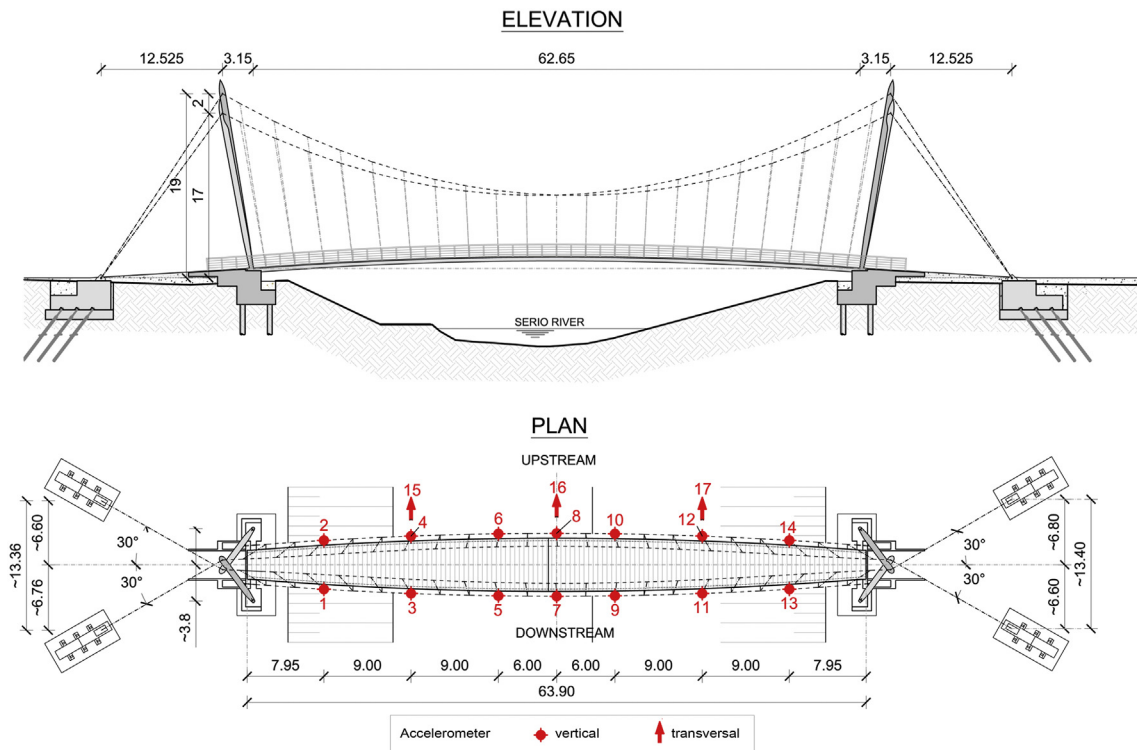 ELEVATION
12.525 3.15 62.65 3.15 12.525
2
19
17
SERIO RIVER
PLAN
UPSTREAM
15 16 17
2 4 6 8 10 12 14
~13.36
~6.60
~6.76
30°
30°
~3.8
30°
30°
~6.80
~6.60
~13.40
1 3 5 7 9 11 13
DOWNSTREAM
7.95 9.00 9.00 6.00 6.00 9.00 9.00 7.95
63.90
Accelerometer vertical transversal